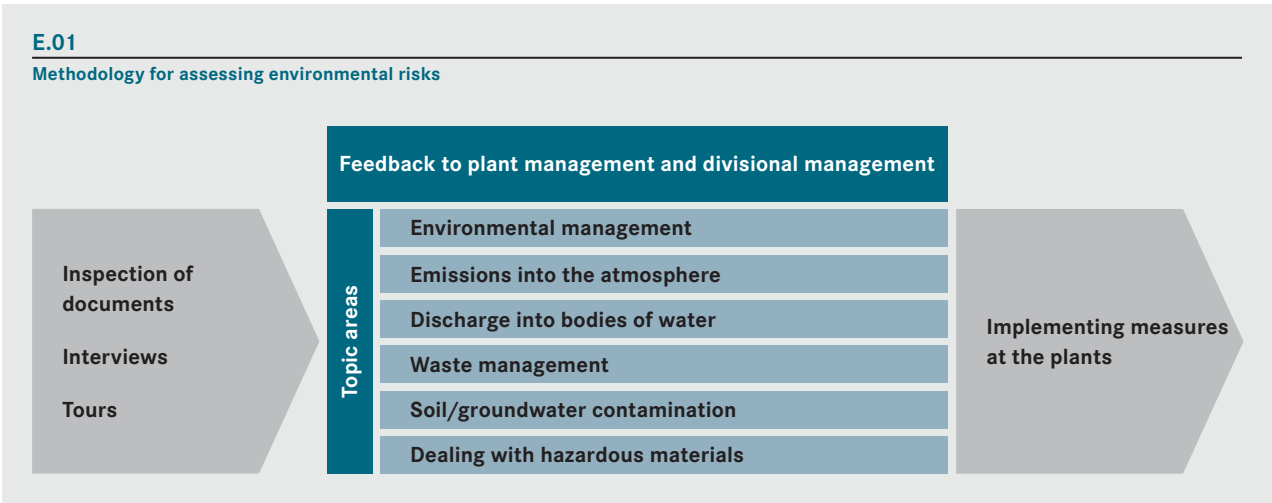 E.01
Methodology for assessing environmental risks
Feedback to plant management and divisional management
Inspection of
documents
Interviews
Tours
Topic areas
Environmental management
Emissions into the atmosphere
Discharge into bodies of water
Waste management
Soil/groundwater contamination
Dealing with hazardous materials
Implementing measures
at the plants